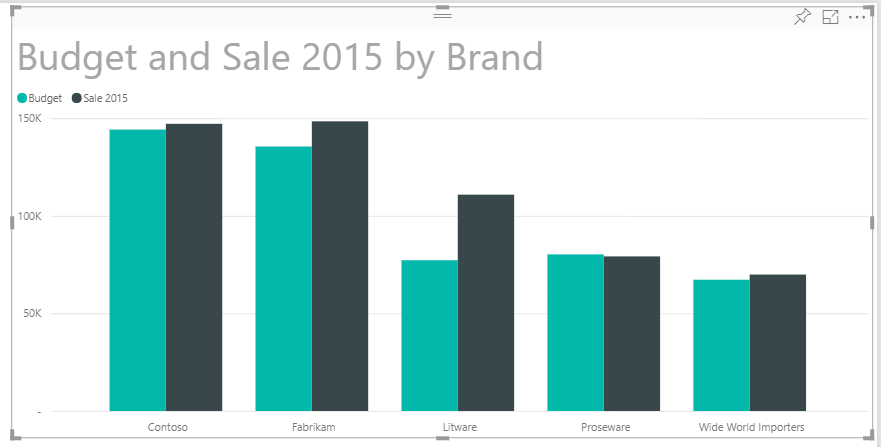 Budget and Sale 2015 by Brand
Budget Sale 2015
150K
100K
50K
-
Contoso Fabrikam Litware Proseware Wide World Importers